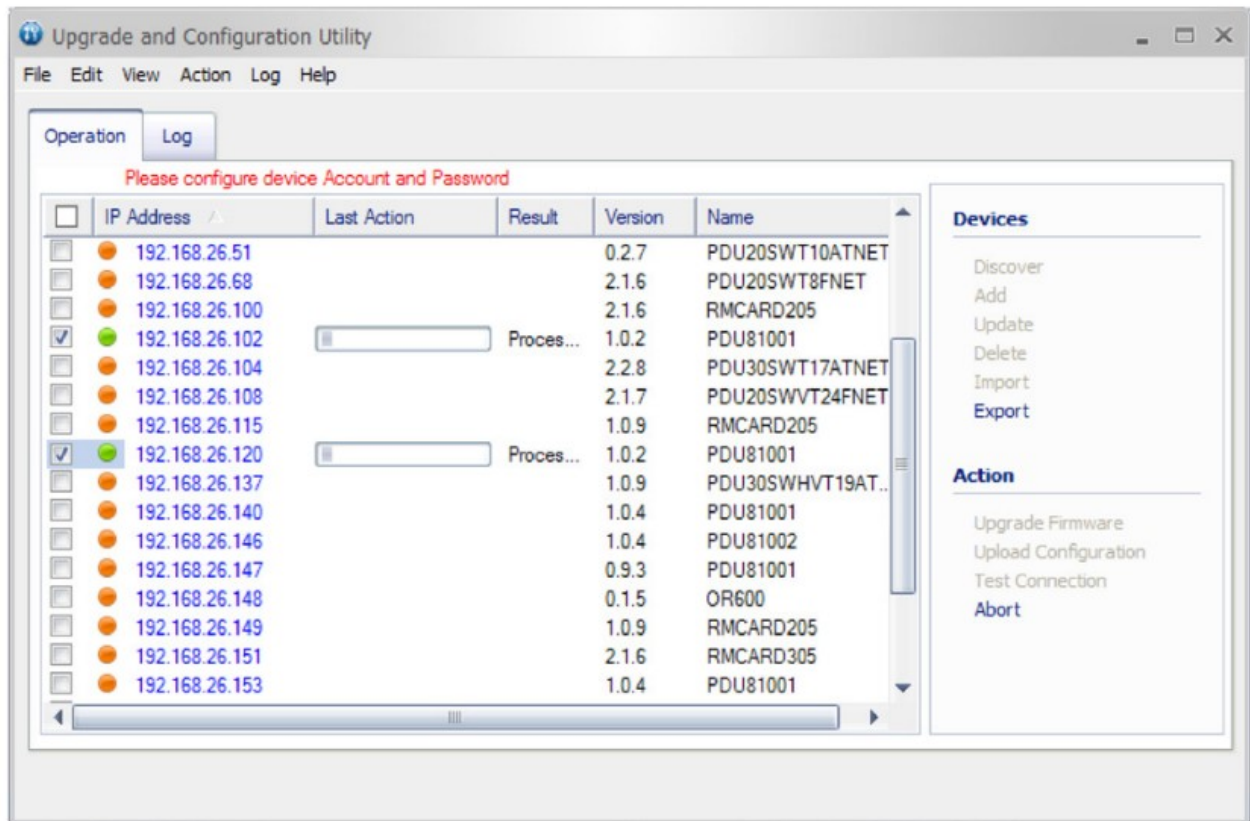 Upgrade and Configuration Utility
File Edit View Action Log Help
Operation Log
Please configure device Account and Password
IP Address Last Action Result Version Name
192.168.26.51 0.2.7 PDU20SWT10ATNET
192.168.26.68 2.1.6 PDU20SWT8FNET
192.168.26.100 2.1.6 RMCARD205
192.168.26.102 Proces... 1.0.2 PDU81001
192.168.26.104 2.2.8 PDU30SWT17ATNET
192.168.26.108 2.1.7 PDU20SWVT24FNET
192.168.26.115 1.0.9 RMCARD205
192.168.26.120 Proces... 1.0.2 PDU81001
192.168.26.137 1.0.9 PDU30SWHVT19AT...
192.168.26.140 1.0.4 PDU81001
192.168.26.146 1.0.4 PDU81002
192.168.26.147 0.9.3 PDU81001
192.168.26.148 0.1.5 OR600
192.168.26.149 1.0.9 RMCARD205
192.168.26.151 2.1.6 RMCARD305
192.168.26.153 1.0.4 PDU81001
Devices
Discover
Add
Update
Delete
Import
Export
Action
Upgrade Firmware
Upload Configuration
Test Connection
Abort